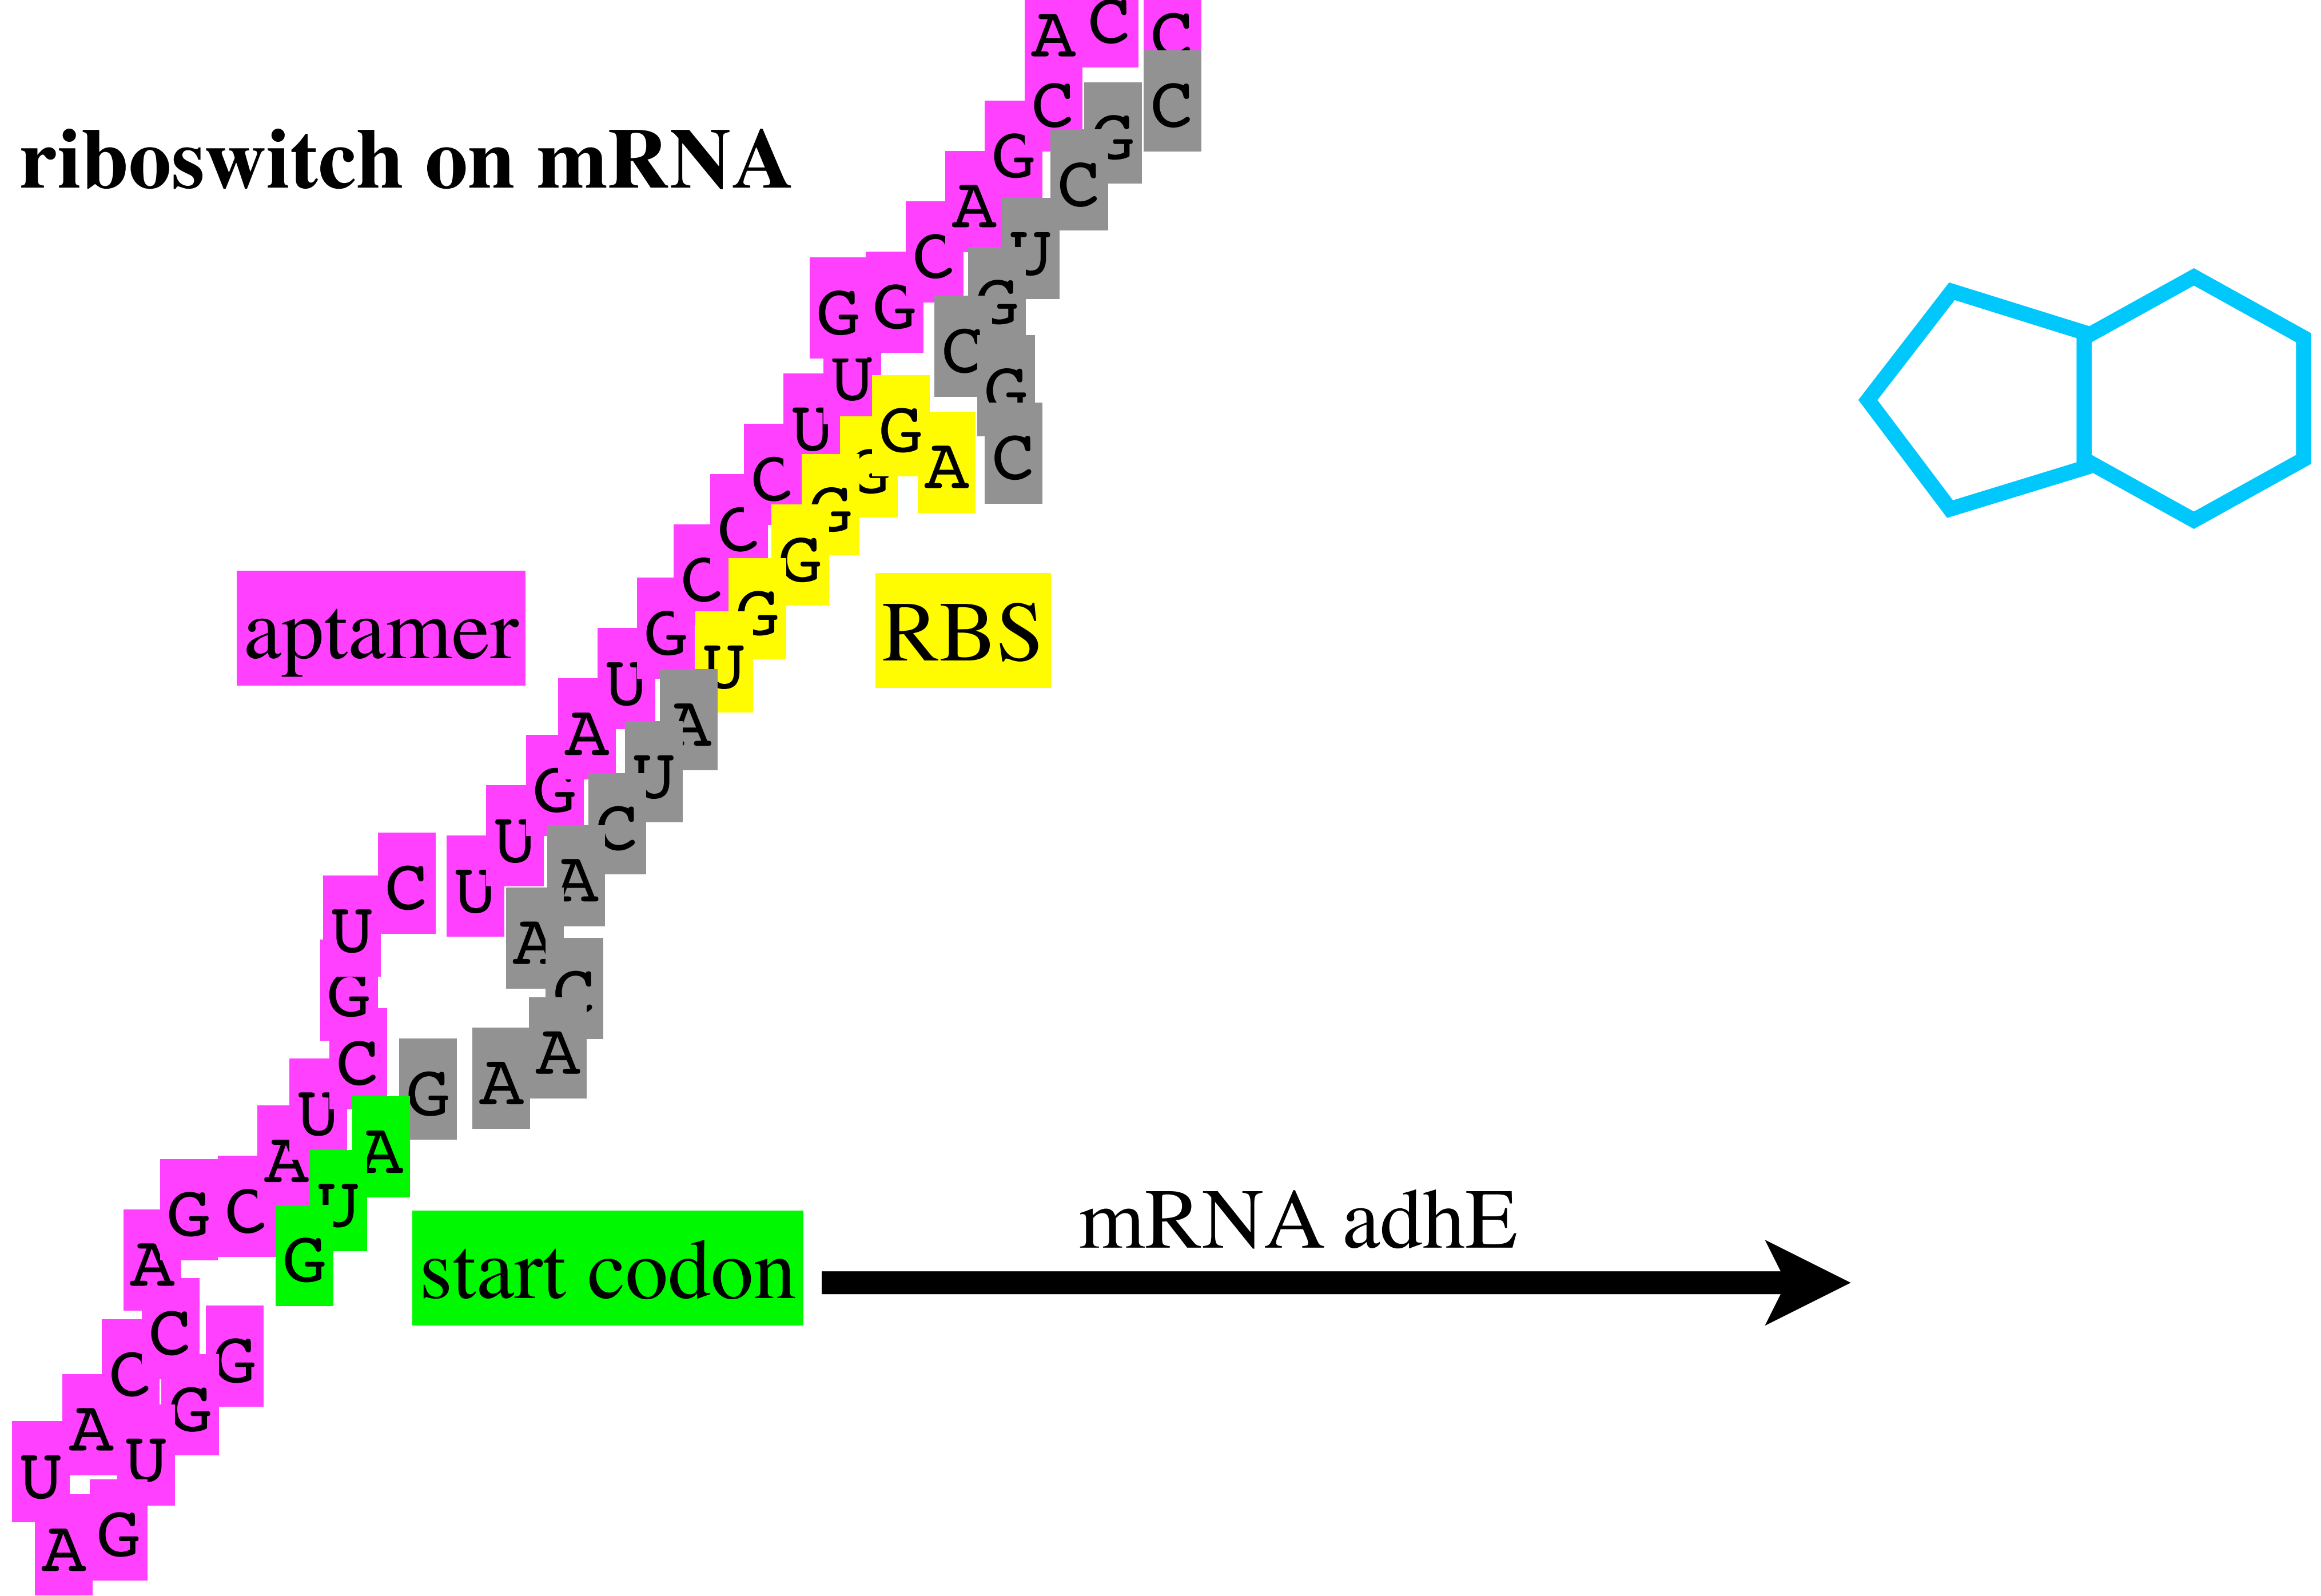 A C C
C C
riboswitch on mRNA
G G
A C
C U
G G G
U C G
U G A C
C G
C G
C G
aptamer
G G
RBS
U U
A A
G U
U C
C U A
U A
G C
C A
U G A
A A
G C U
mRNA adhE
A G
start codon
C
C G
A G
U U
A G